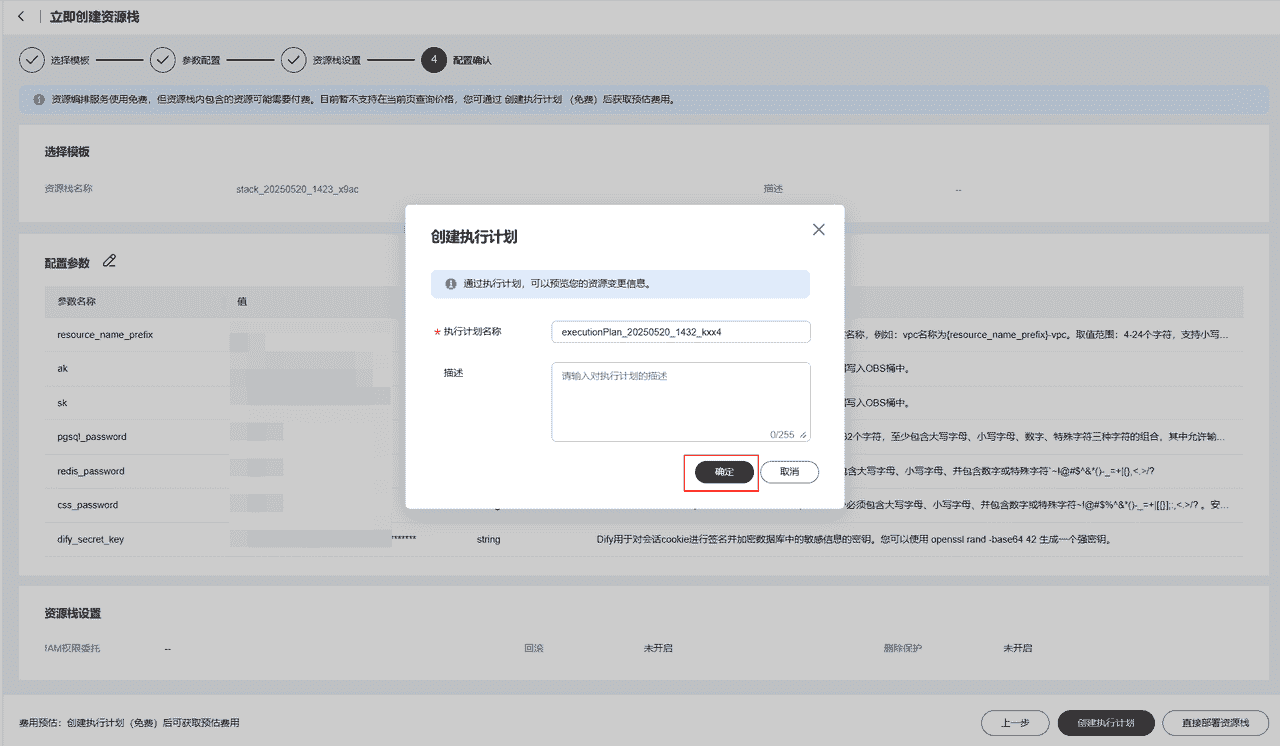 立即创建资源栈
选择模板
参数配置
资源栈设置
4
配置确认
资源编排服务使用免费，但资源栈内包含的资源可能需要付费。目前暂不支持在当前页查询价格，您可通过 创建执行计划 （免费）后获取预估费用。
选择模板
资源栈名称
stack_20250520_1423_x9ac
描述
--
创建执行计划
通过执行计划，可以预览您的资源变更信息。
* 执行计划名称
executionPlan_20250520_1432_kxx4
描述
请输入对执行计划的描述
0/255
确定
取消
配置参数
参数名称
值
resource_name_prefix
名称，例如：vpc名称为{resource_name_prefix}-vpc。取值范围：4-24个字符，支持小写...
ak
写入OBS桶中。
sk
写入OBS桶中。
pgsql_password
32个字符，至少包含大写字母、小写字母、数字、特殊字符三种字符的组合，其中允许输...
redis_password
包含大写字母、小写字母、并包含数字或特殊字符`~!@#$^&*()-_=+|{},<.>/?
css_password
必须包含大写字母、小写字母、并包含数字或特殊字符~!@#$%^&*()-_=+|[{}];:,<.>/? 。安...
dify_secret_key
*******
string
Dify用于对会话cookie进行签名并加密数据库中的敏感信息的密钥。您可以使用 openssl rand -base64 42 生成一个强密钥。
资源栈设置
IAM权限委托
--
回滚
未开启
删除保护
未开启
费用预估：创建执行计划（免费）后可获取预估费用
上一步
创建执行计划
直接部署资源栈